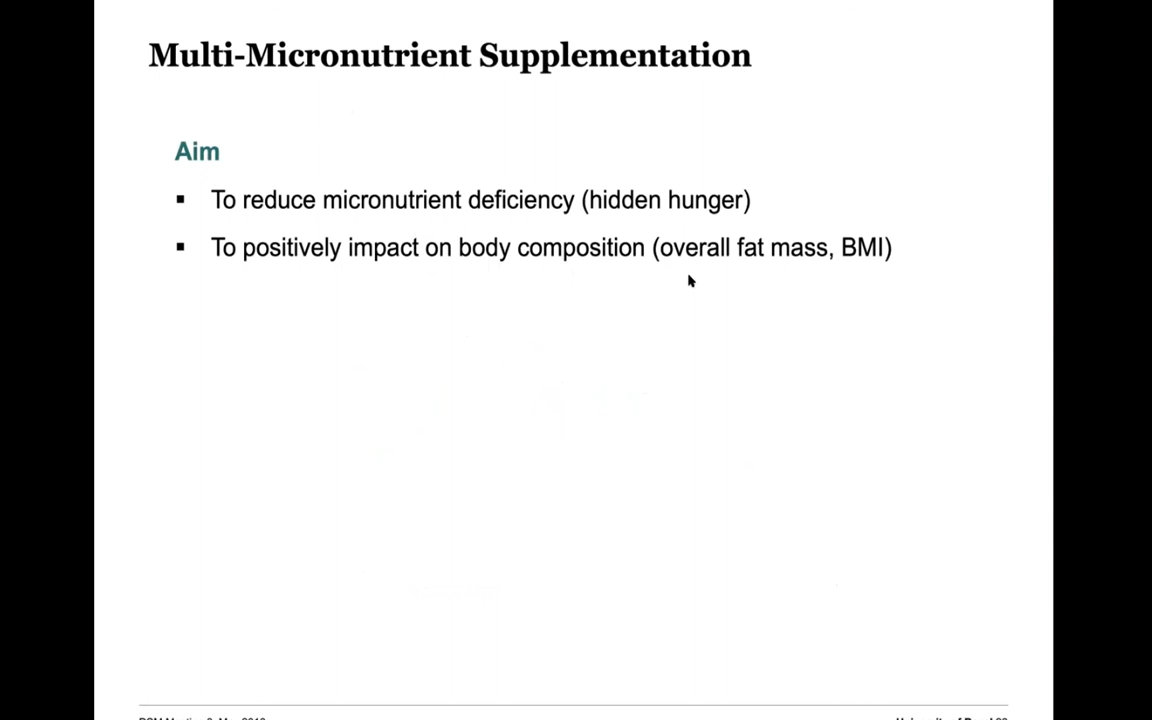 Multi-Micronutrient Supplementation
Aim
▪ To reduce micronutrient deficiency (hidden hunger)
▪ To positively impact on body composition (overall fat mass, BMI)